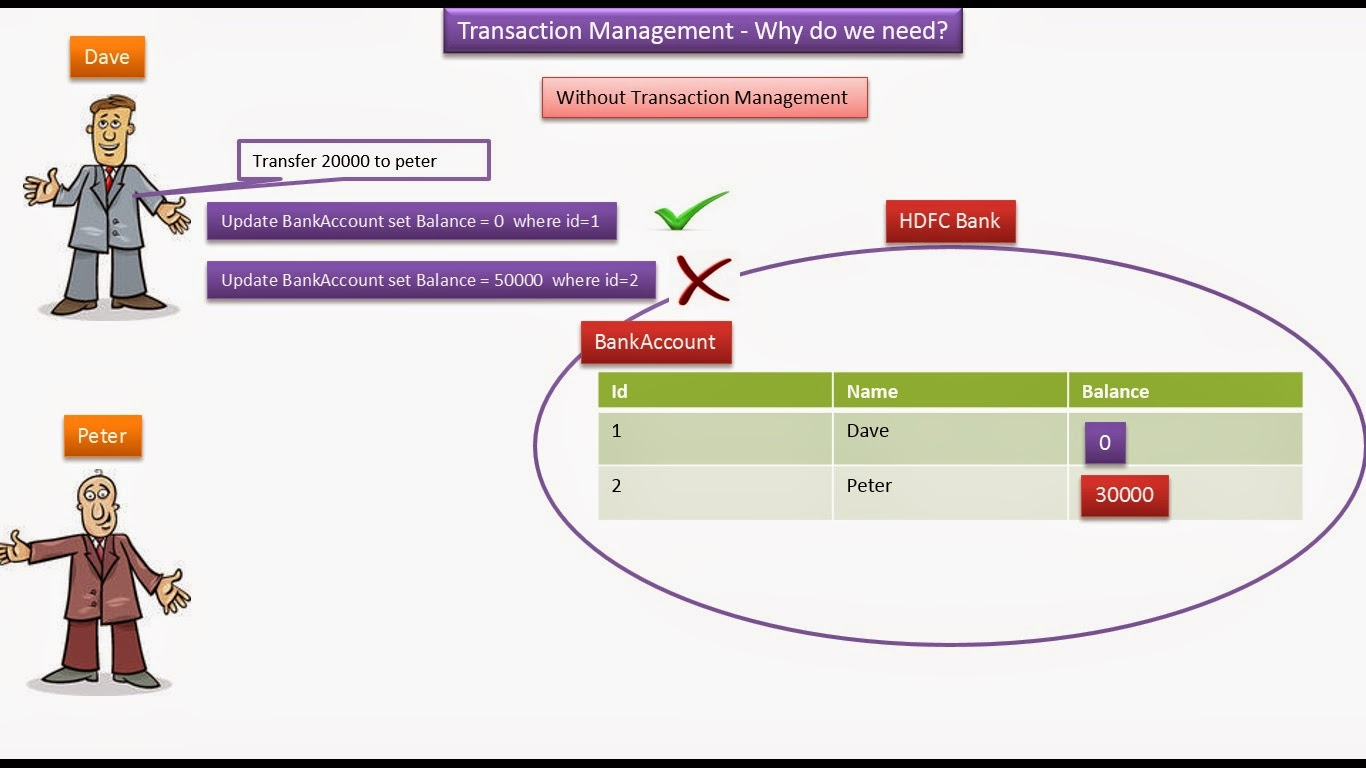 Transaction Management - Why do we need?
Dave
Without Transaction Management
Transfer 20000 to peter
Update BankAccount set Balance = 0 where id=1
HDFC Bank
Update BankAccount set Balance = 50000 where id=2
BankAccount
Id Name Balance
1 Dave 0
Peter
2 Peter 30000